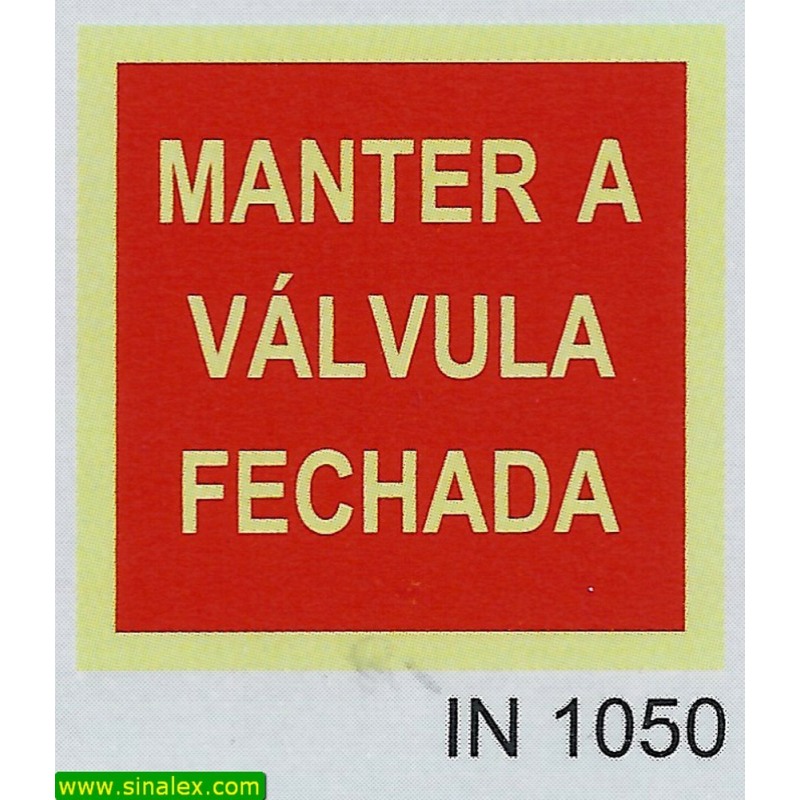 MANTER A
VÁLVULA
FECHADA
IN 1050
www.sinalex.com